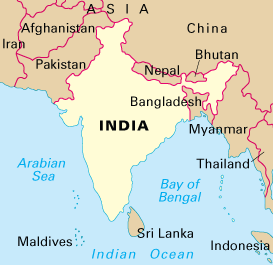 ASIA
Afghanistan
China
Iran
Bhutan
Pakistan
Nepal
Bangladesh
INDIA
Myanmar
Arabian
Sea
Thailand
Bay of
Bengal
Sri Lanka
Maldives
Indonesia
Indian Ocean